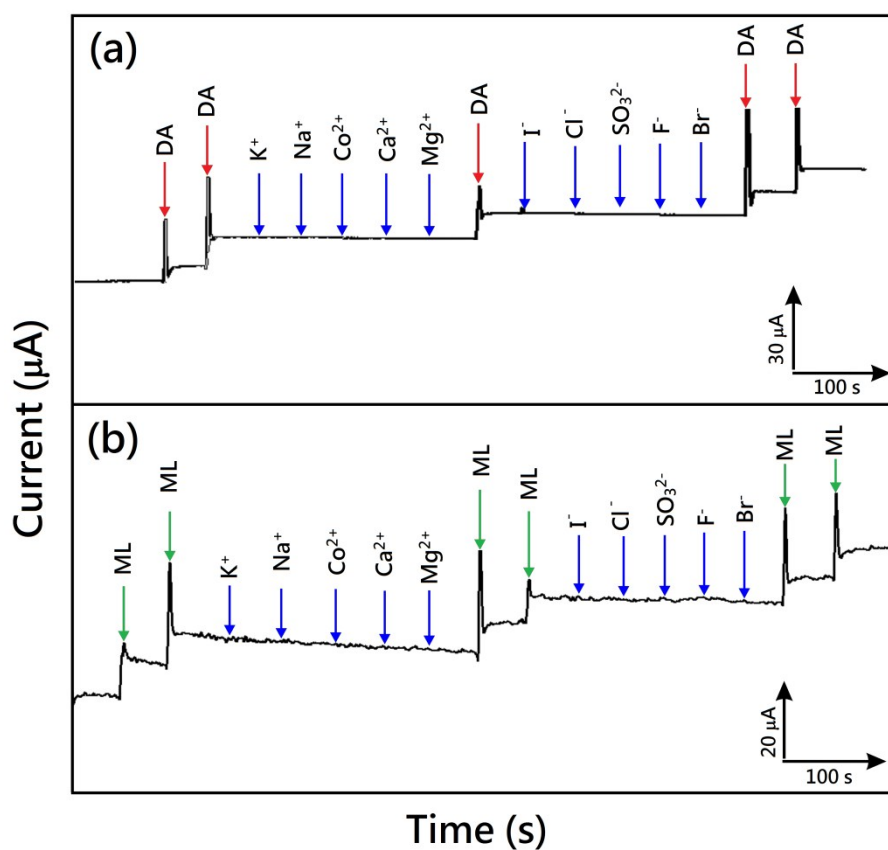 (a)
DA
DA
K⁺
Na⁺
Co²⁺
Ca²⁺
Mg²⁺
DA
I⁻
Cl⁻
SO₃²⁻
F⁻
Br⁻
DA
DA
30 μA
100 s
Current (μA)
(b)
ML
ML
K⁺
Na⁺
Co²⁺
Ca²⁺
Mg²⁺
ML
ML
I⁻
Cl⁻
SO₃²⁻
F⁻
Br⁻
ML
ML
20 μA
100 s
Time (s)